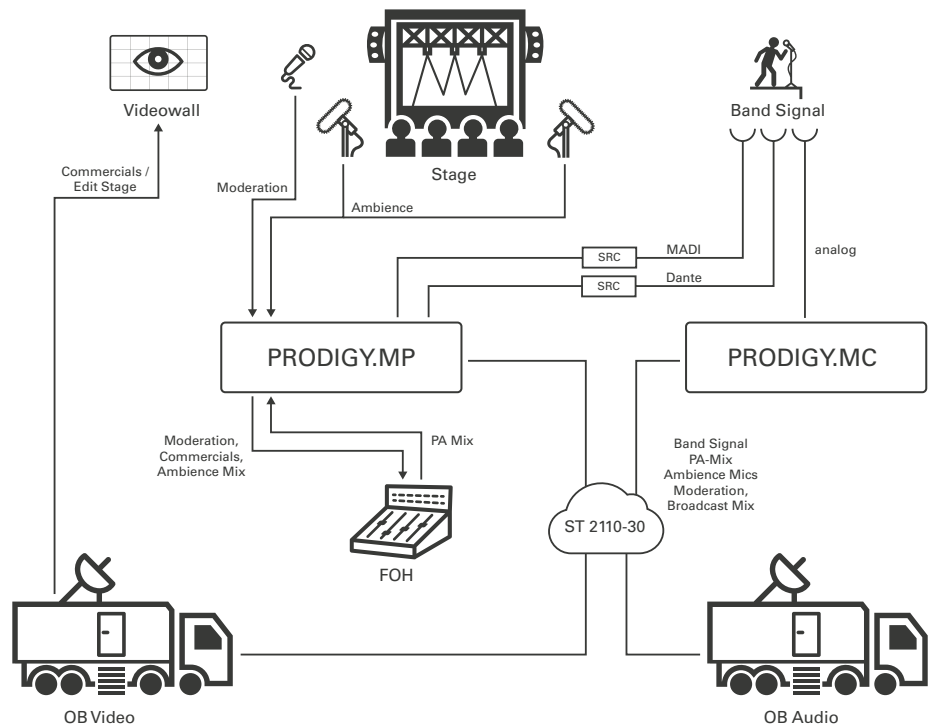 Videowall
Band Signal
Stage
Commercials /
Edit Stage
Moderation
Ambience
SRC
MADI
analog
SRC
Dante
PRODIGY.MP
PRODIGY.MC
Moderation,
Commercials,
Ambience Mix
PA Mix
Band Signal
PA-Mix
Ambience Mics
Moderation,
Broadcast Mix
ST 2110-30
FOH
OB Video
OB Audio